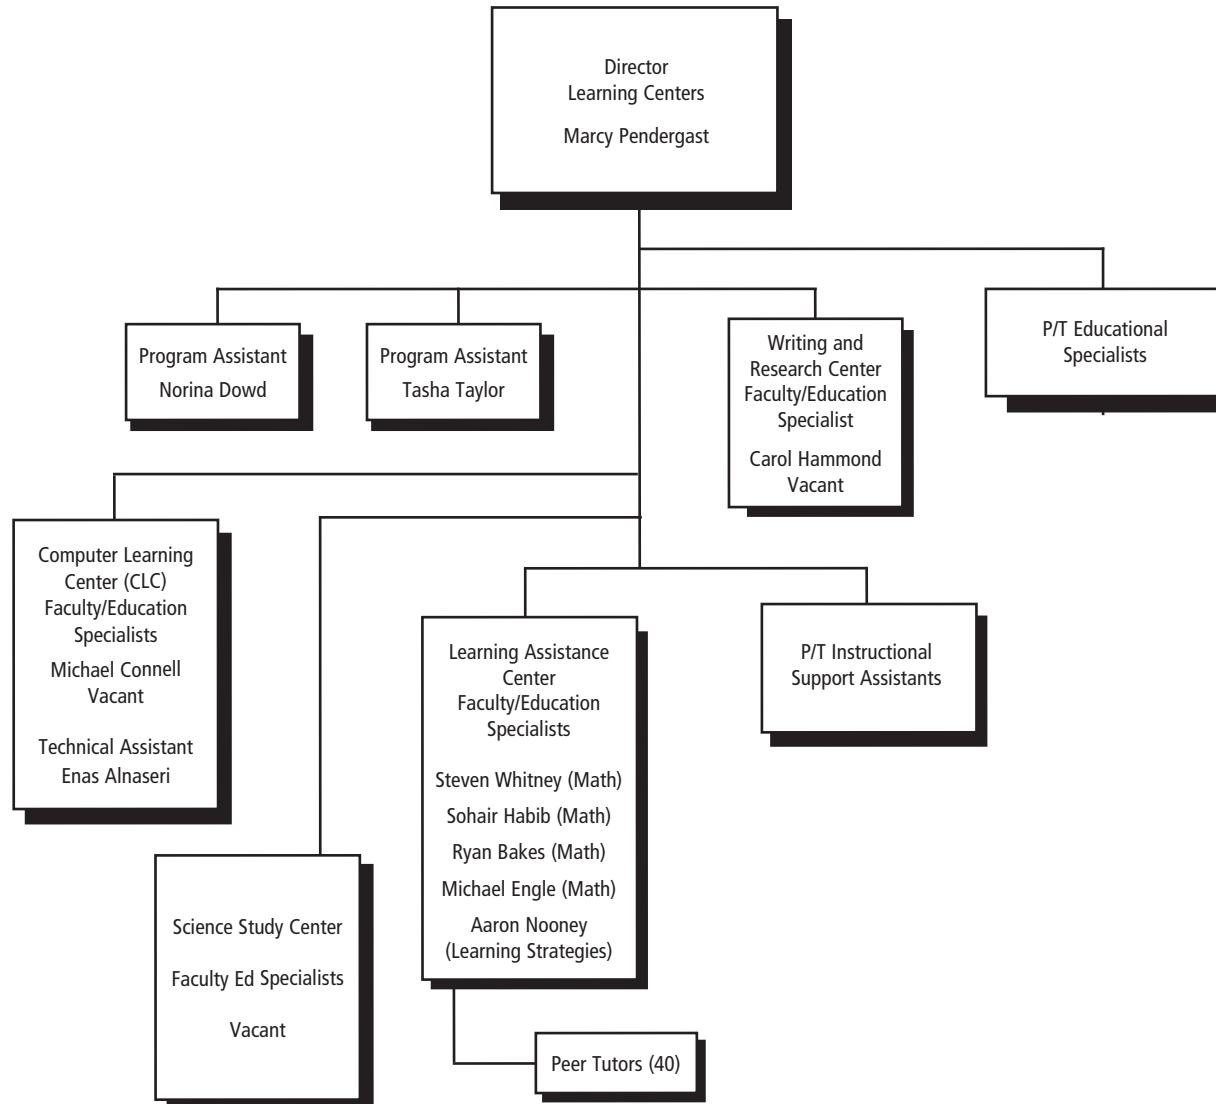 Director
Learning Centers
Marcy Pendergast
Program Assistant
Norina Dowd
Program Assistant
Tasha Taylor
Writing and
Research Center
Faculty/Education
Specialist
Carol Hammond
Vacant
P/T Educational
Specialists
Computer Learning
Center (CLC)
Faculty/Education
Specialists
Michael Connell
Vacant
Technical Assistant
Enas Alnaseri
Science Study Center
Faculty Ed Specialists
Vacant
Learning Assistance
Center
Faculty/Education
Specialists
Steven Whitney (Math)
Sohair Habib (Math)
Ryan Bakes (Math)
Michael Engle (Math)
Aaron Nooney
(Learning Strategies)
P/T Instructional
Support Assistants
Peer Tutors (40)